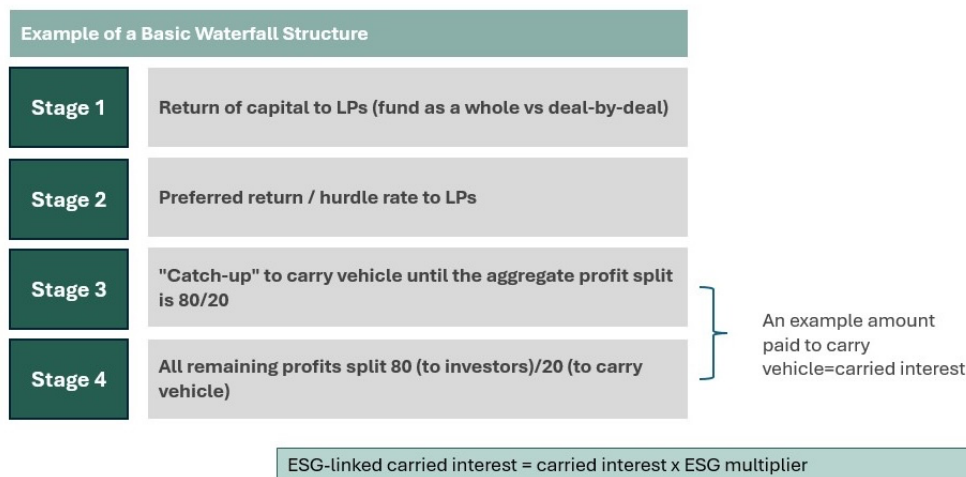 Example of a Basic Waterfall Structure
Stage 1
Return of capital to LPs (fund as a whole vs deal-by-deal)
Stage 2
Preferred return / hurdle rate to LPs
Stage 3
"Catch-up" to carry vehicle until the aggregate profit split
is 80/20
Stage 4
All remaining profits split 80 (to investors)/20 (to carry
vehicle)
An example amount
paid to carry
vehicle=carried interest
ESG-linked carried interest = carried interest x ESG multiplier